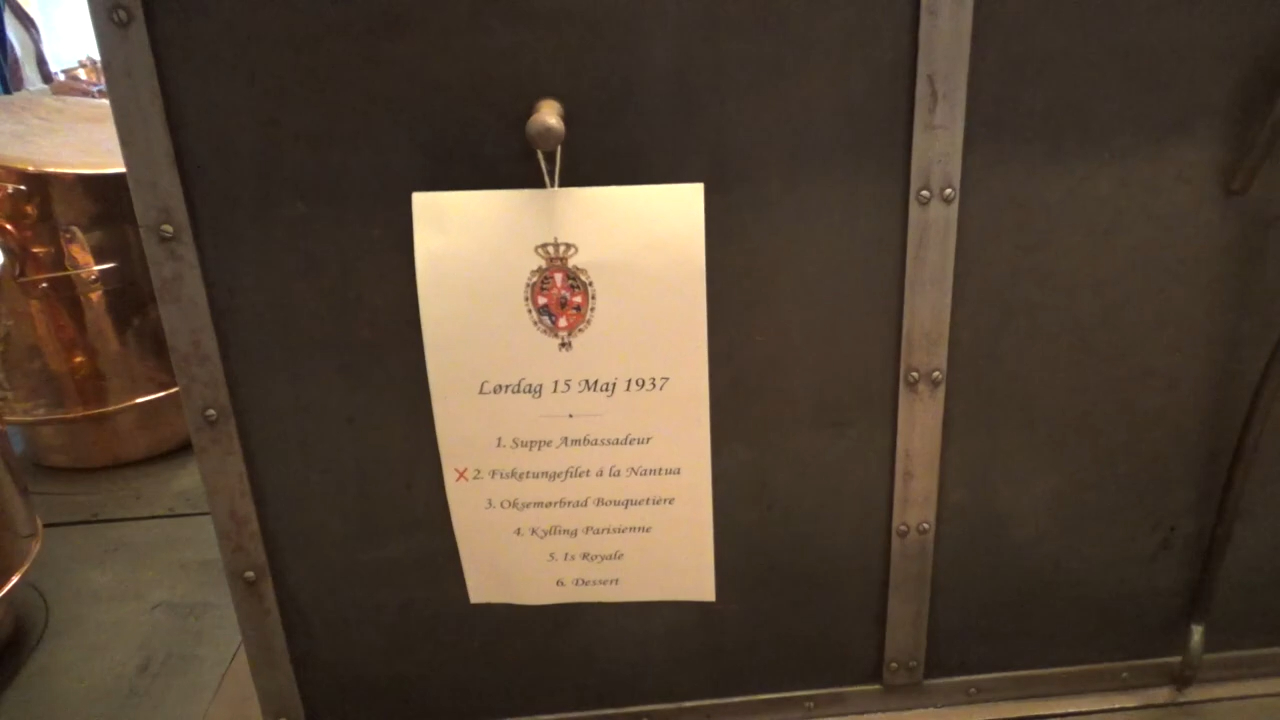 Lørdag 15 Maj 1937
1. Suppe Ambassadeur
2. Fisketungefilet á la Nantua
3. Oksemørbrad Bouquetière
4. Kylling Parisienne
5. Is Royale
6. Dessert